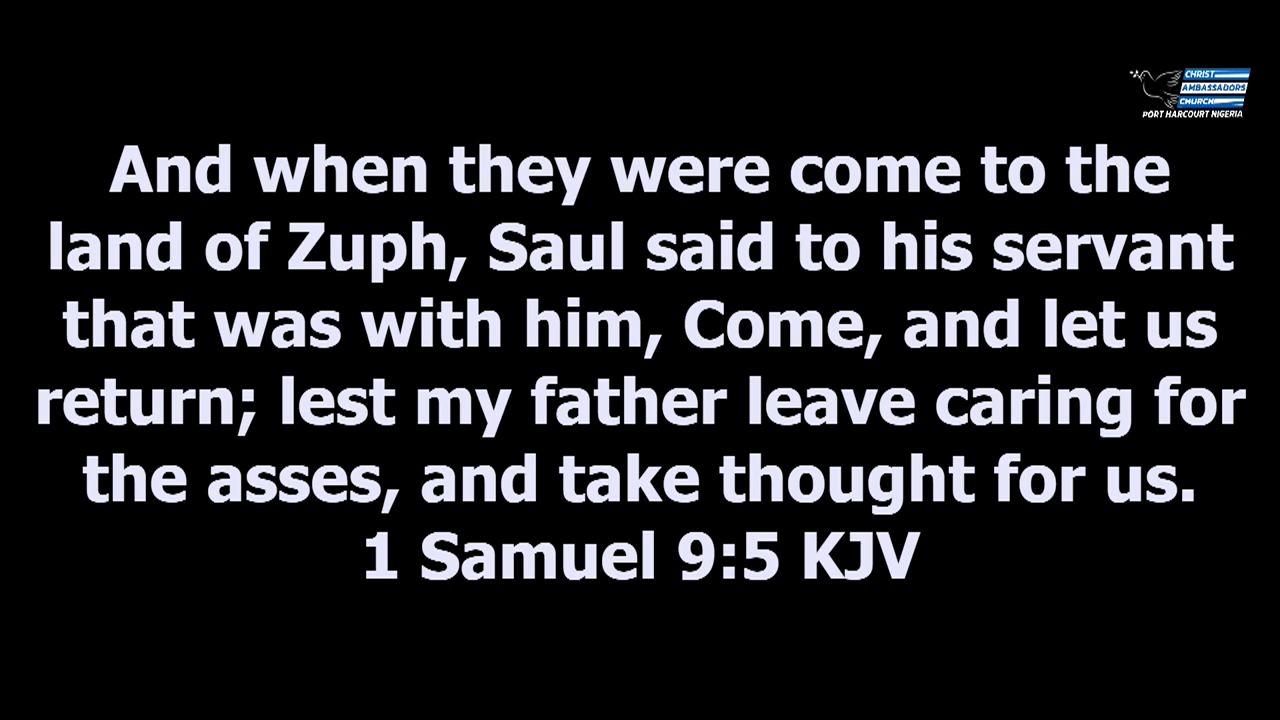 CHRIST
AMBASSADORS
CHURCH
PORT HARCOURT NIGERIA
And when they were come to the
land of Zuph, Saul said to his servant
that was with him, Come, and let us
return; lest my father leave caring for
the asses, and take thought for us.
1 Samuel 9:5 KJV